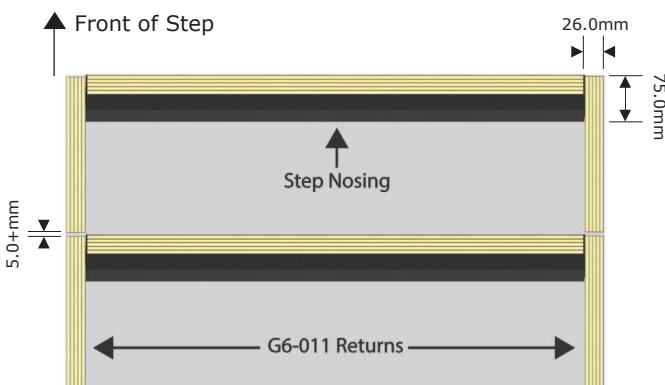 Front of Step
26.0mm
75.0mm
Step Nosing
5.0+mm
G6-011 Returns